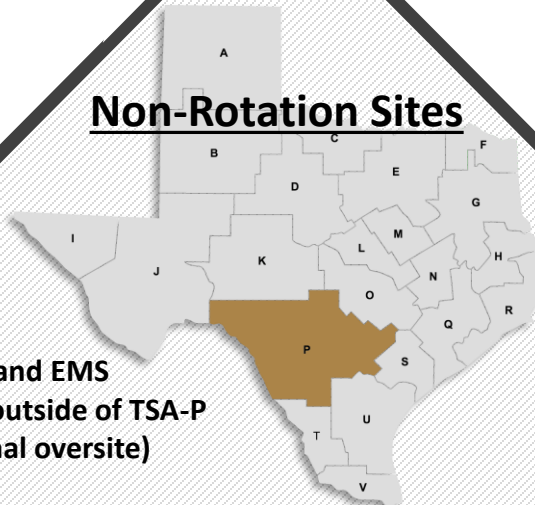 Non-Rotation Sites
A
B
C
D
E
F
G
H
I
J
K
L
M
N
O
P
Q
R
S
T
U
V
and EMS
outside of TSA-P
nal oversite)